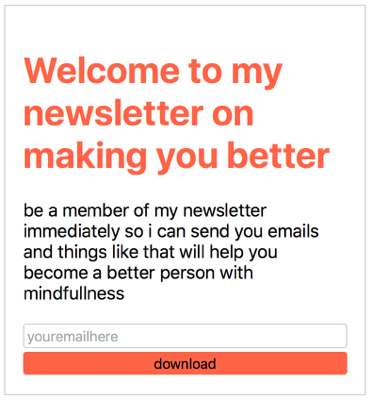 Welcome to my
newsletter on
making you better
be a member of my newsletter
immediately so i can send you emails
and things like that will help you
become a better person with
mindfullness
youremailhere
download